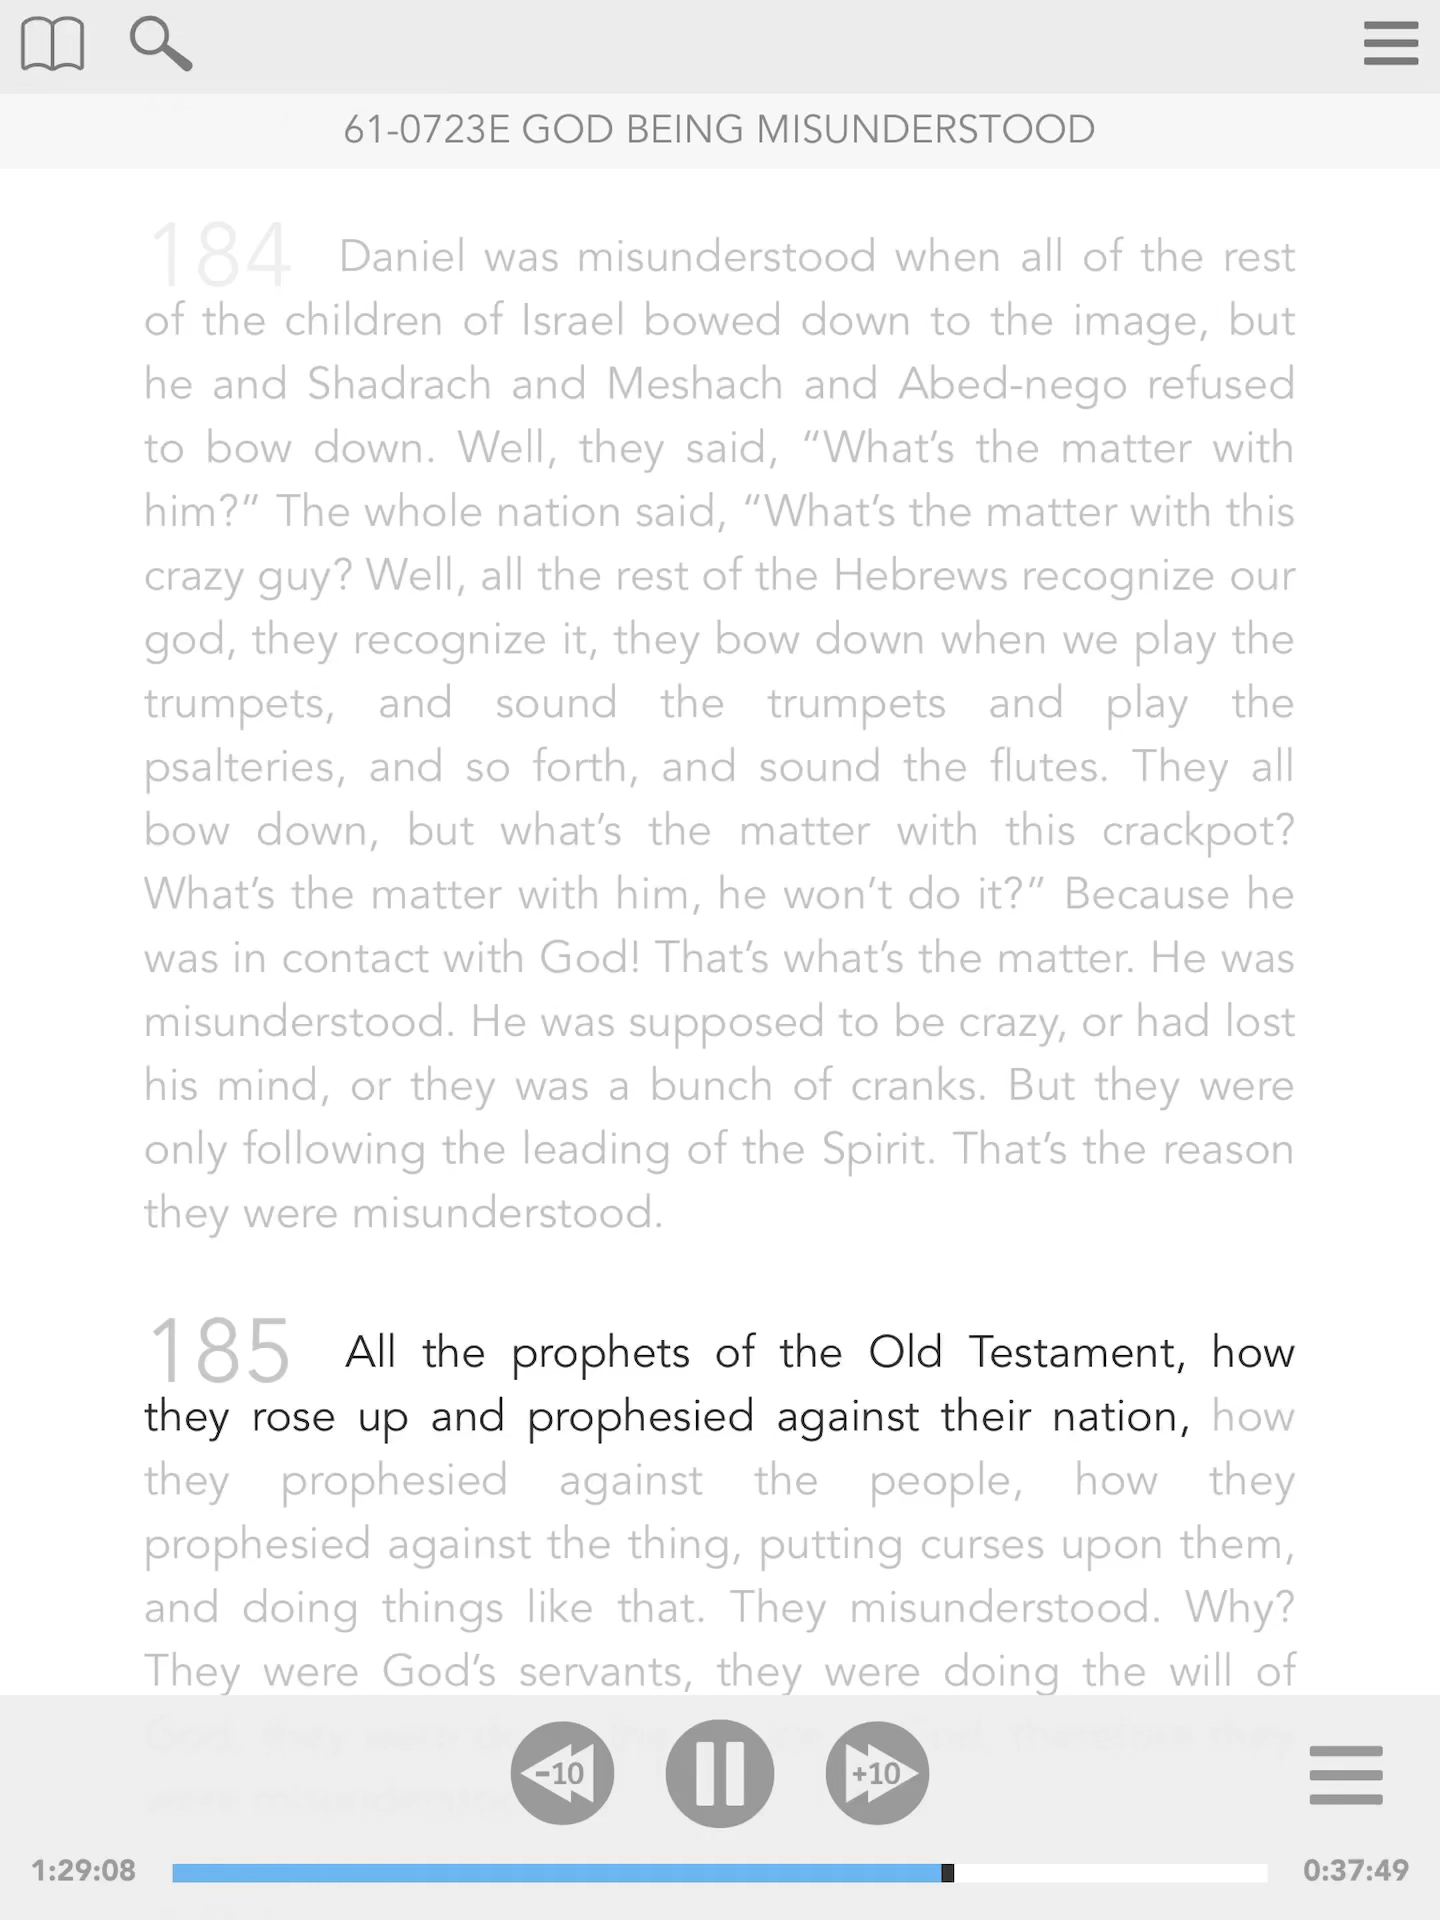 61-0723E GOD BEING MISUNDERSTOOD
184 Daniel was misunderstood when all of the rest
of the children of Israel bowed down to the image, but
he and Shadrach and Meshach and Abed-nego refused
to bow down. Well, they said, “What’s the matter with
him?” The whole nation said, “What’s the matter with this
crazy guy? Well, all the rest of the Hebrews recognize our
god, they recognize it, they bow down when we play the
trumpets, and sound the trumpets and play the
psalteries, and so forth, and sound the flutes. They all
bow down, but what’s the matter with this crackpot?
What’s the matter with him, he won’t do it?” Because he
was in contact with God! That’s what’s the matter. He was
misunderstood. He was supposed to be crazy, or had lost
his mind, or they was a bunch of cranks. But they were
only following the leading of the Spirit. That’s the reason
they were misunderstood.
185 All the prophets of the Old Testament, how
they rose up and prophesied against their nation, how
they prophesied against the people, how they
prophesied against the thing, putting curses upon them,
and doing things like that. They misunderstood. Why?
They were God’s servants, they were doing the will of
God, they were therefore they
were
-10 +10
1:29:08 0:37:49